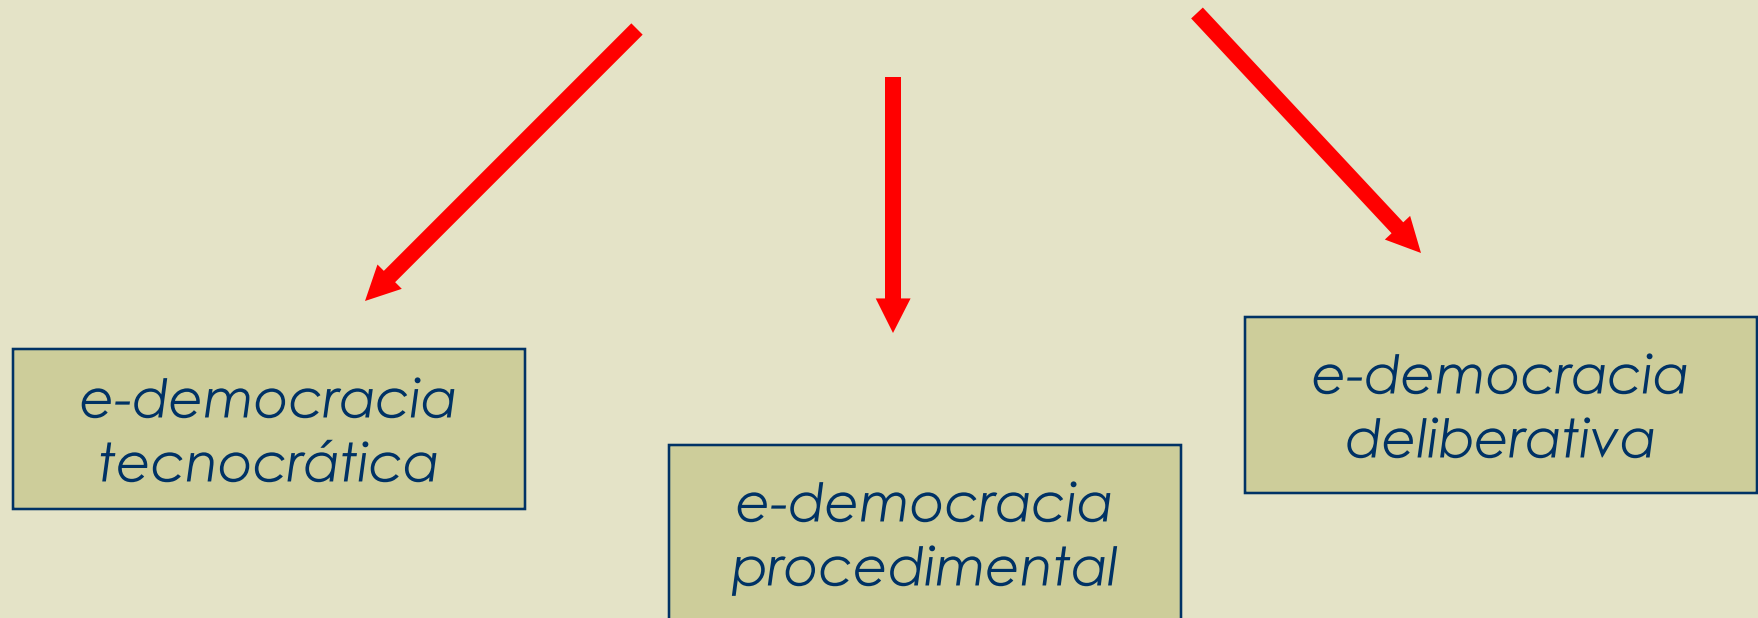 e-democracia
tecnocrática
e-democracia
procedimental
e-democracia
deliberativa